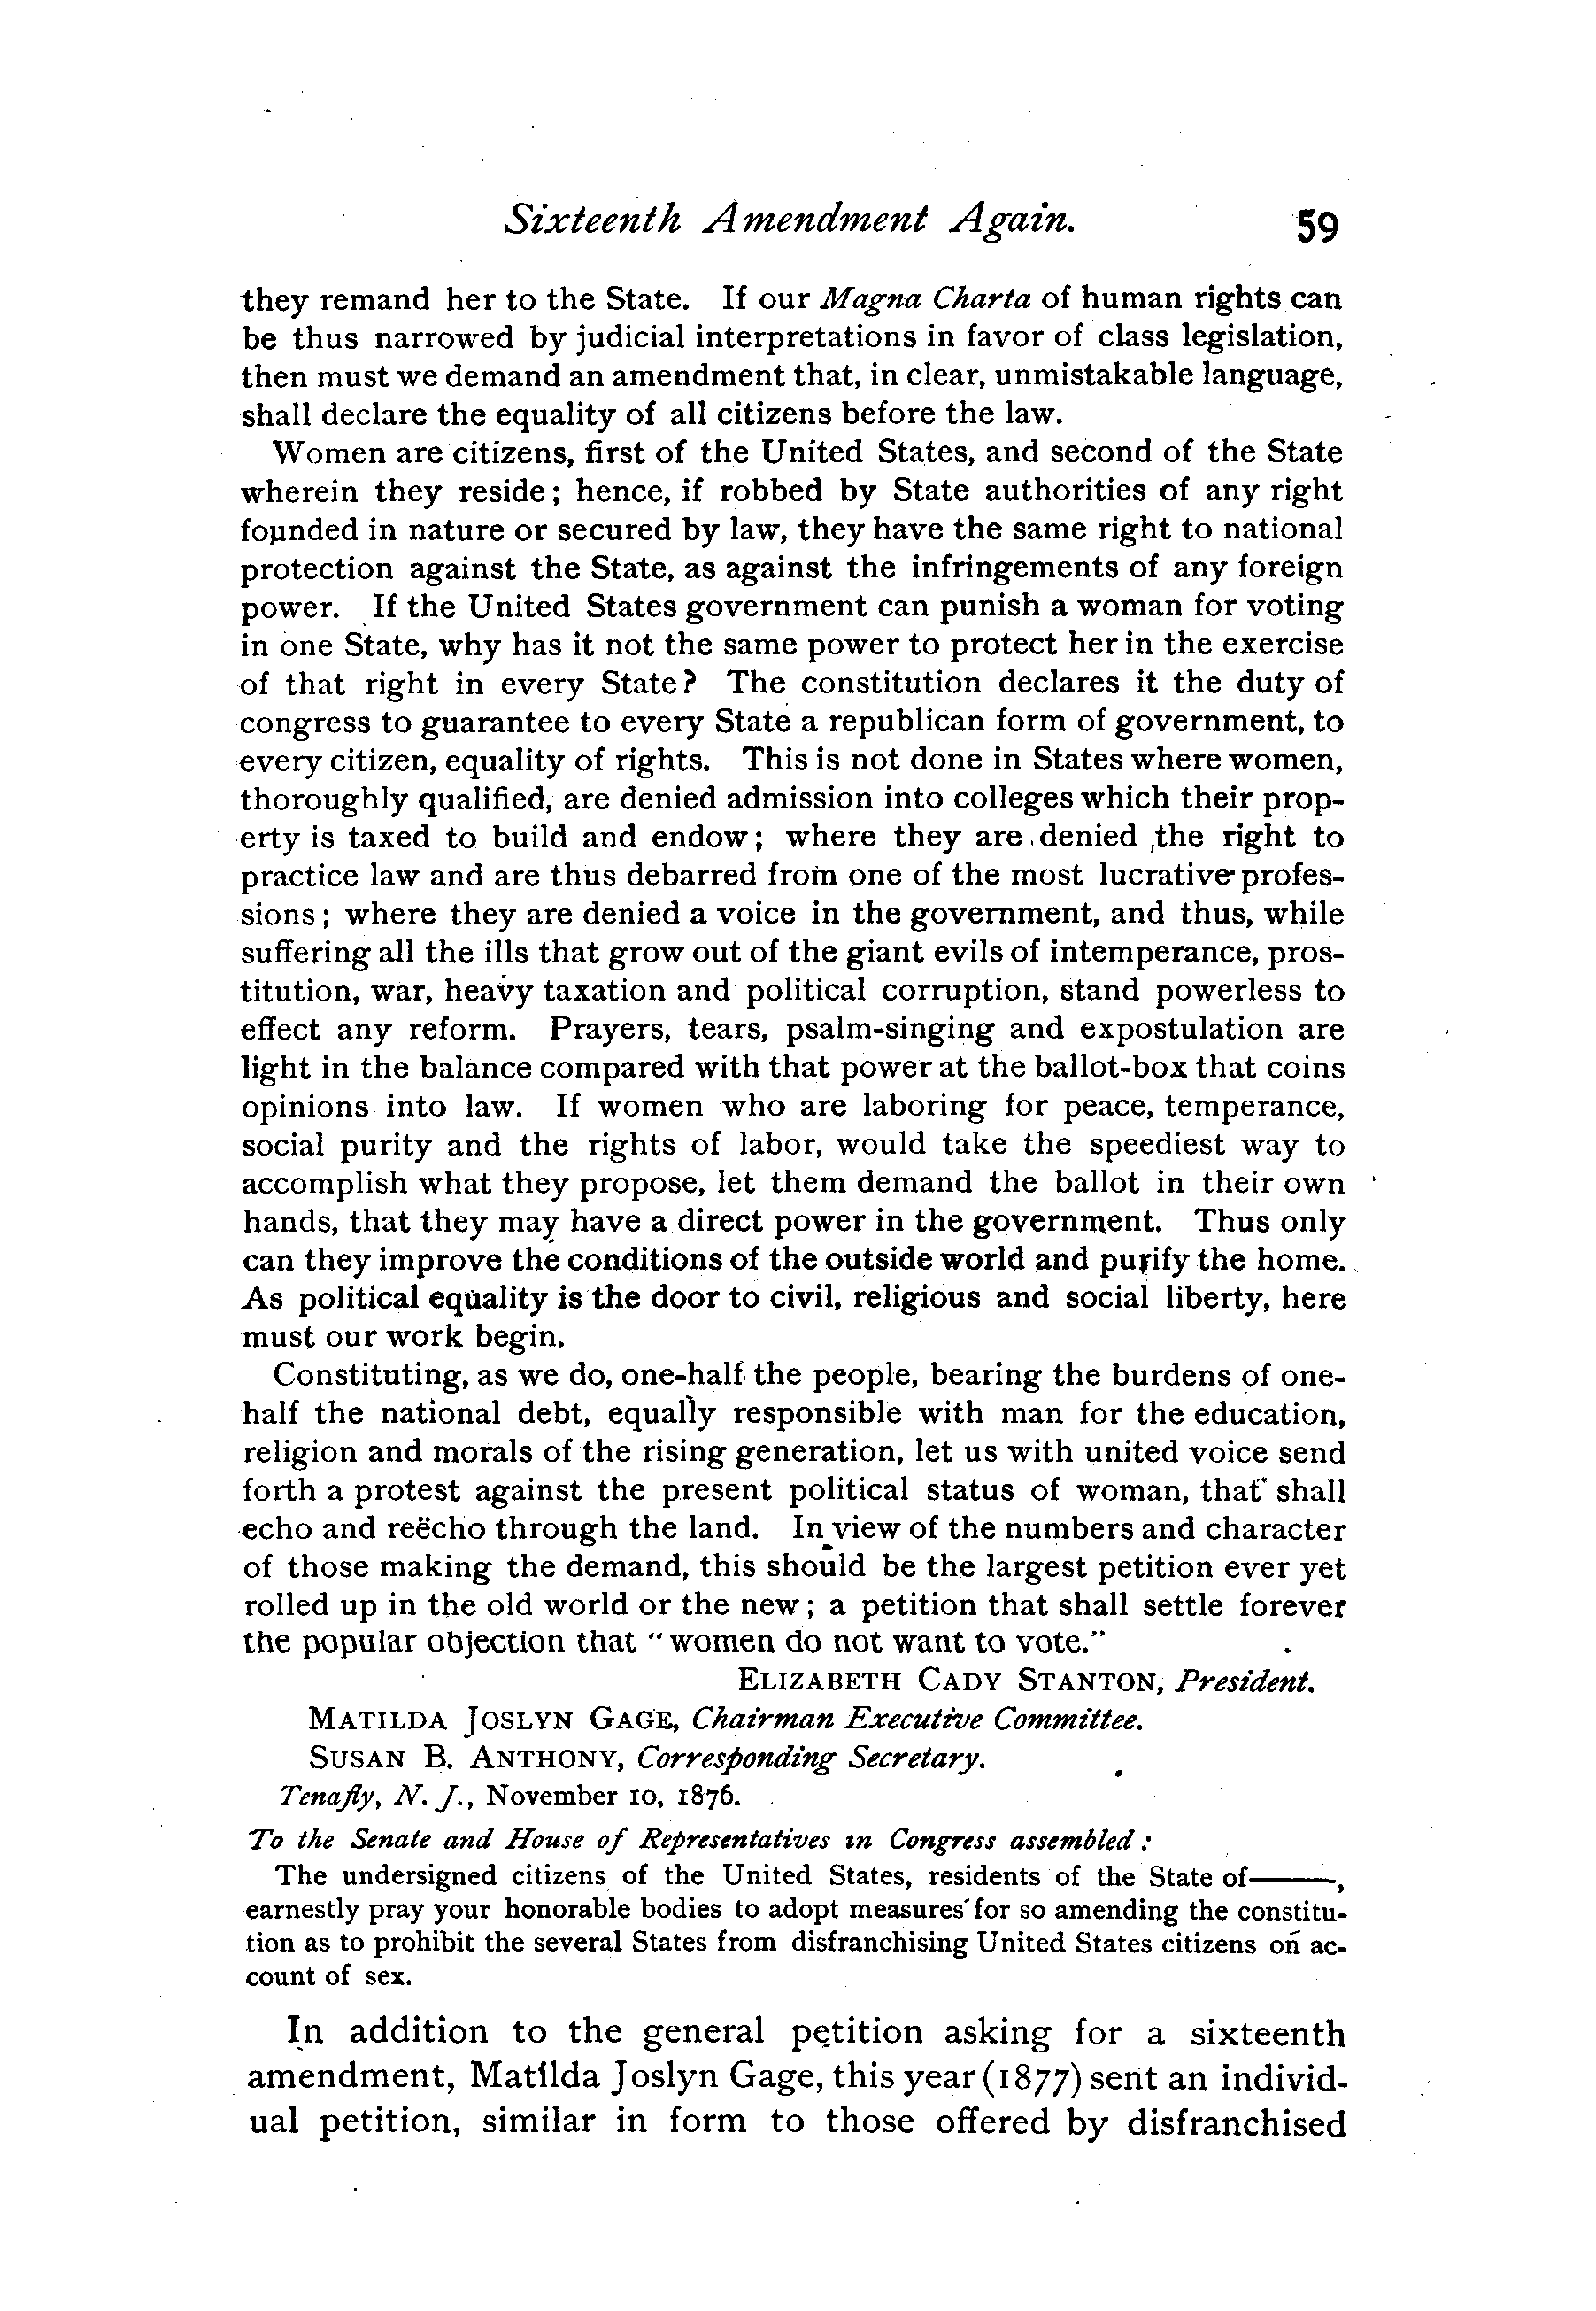 Sixteenth Amendment Again. 59
they remand her to the State. If our Magna Charta of human rights can
be thus narrowed by judicial interpretations in favor of class legislation,
then must we demand an amendment that, in clear, unmistakable language,
shall declare the equality of all citizens before the law.
Women are citizens, first of the United States, and second of the State
wherein they reside; hence, if robbed by State authorities of any right
founded in nature or secured by law, they have the same right to national
protection against the State, as against the infringements of any foreign
power. If the United States government can punish a woman for voting
in one State, why has it not the same power to protect her in the exercise
of that right in every State? The constitution declares it the duty of
congress to guarantee to every State a republican form of government, to
every citizen, equality of rights. This is not done in States where women,
thoroughly qualified, are denied admission into colleges which their prop-
erty is taxed to build and endow; where they are denied the right to
practice law and are thus debarred from one of the most lucrative profes-
sions; where they are denied a voice in the government, and thus, while
suffering all the ills that grow out of the giant evils of intemperance, pros-
titution, war, heavy taxation and political corruption, stand powerless to
effect any reform. Prayers, tears, psalm-singing and expostulation are
light in the balance compared with that power at the ballot-box that coins
opinions into law. If women who are laboring for peace, temperance,
social purity and the rights of labor, would take the speediest way to
accomplish what they propose, let them demand the ballot in their own
hands, that they may have a direct power in the government. Thus only
can they improve the conditions of the outside world and purify the home.
As political equality is the door to civil, religious and social liberty, here
must our work begin.
Constituting, as we do, one-half the people, bearing the burdens of one-
half the national debt, equally responsible with man for the education,
religion and morals of the rising generation, let us with united voice send
forth a protest against the present political status of woman, that shall
echo and reëcho through the land. In view of the numbers and character
of those making the demand, this should be the largest petition ever yet
rolled up in the old world or the new; a petition that shall settle forever
the popular objection that "women do not want to vote."
ELIZABETH CADY STANTON, President.
MATILDA JOSLYN GAGE, Chairman Executive Committee.
SUSAN B. ANTHONY, Corresponding Secretary.
Tenafly, N. J., November 10, 1876.
To the Senate and House of Representatives in Congress assembled:
The undersigned citizens of the United States, residents of the State of———,
earnestly pray your honorable bodies to adopt measures for so amending the constitu-
tion as to prohibit the several States from disfranchising United States citizens on ac-
count of sex.
In addition to the general petition asking for a sixteenth
amendment, Matilda Joslyn Gage, this year (1877) sent an individ-
ual petition, similar in form to those offered by disfranchised